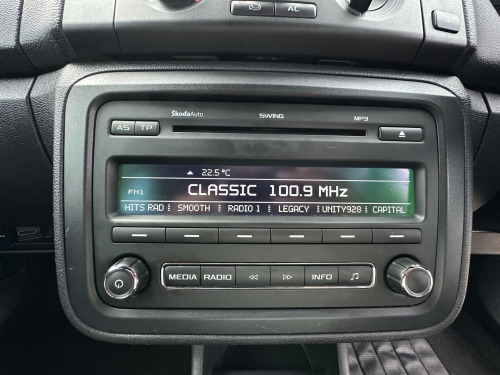 AC
ŠkodaAuto SWING MP3
AS TP
22.5 °C
FM1 CLASSIC 100.9 MHz
HITS RAD SMOOTH RADIO 1 LEGACY UNITY928 CAPITAL
MEDIA RADIO INFO